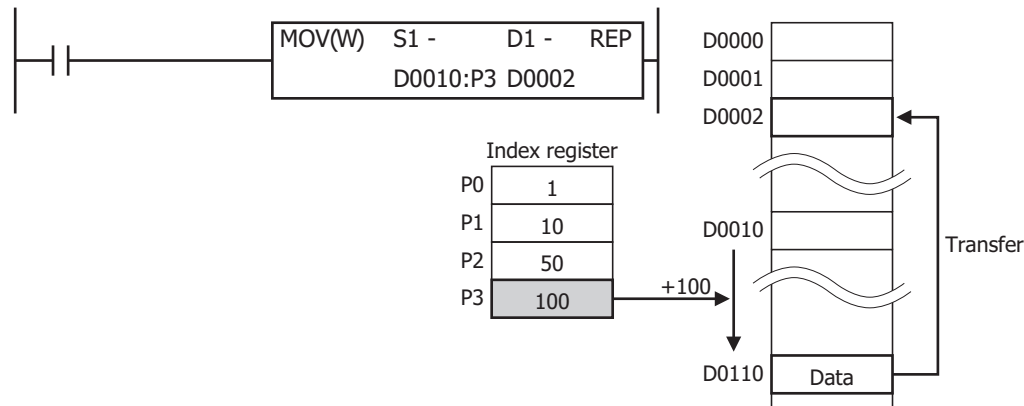 MOV(W) S1 - D1 - REP
D0010:P3 D0002
D0000
D0001
D0002
Index register
P0 1
P1 10
P2 50
P3 100
+100
D0010
Transfer
D0110 Data